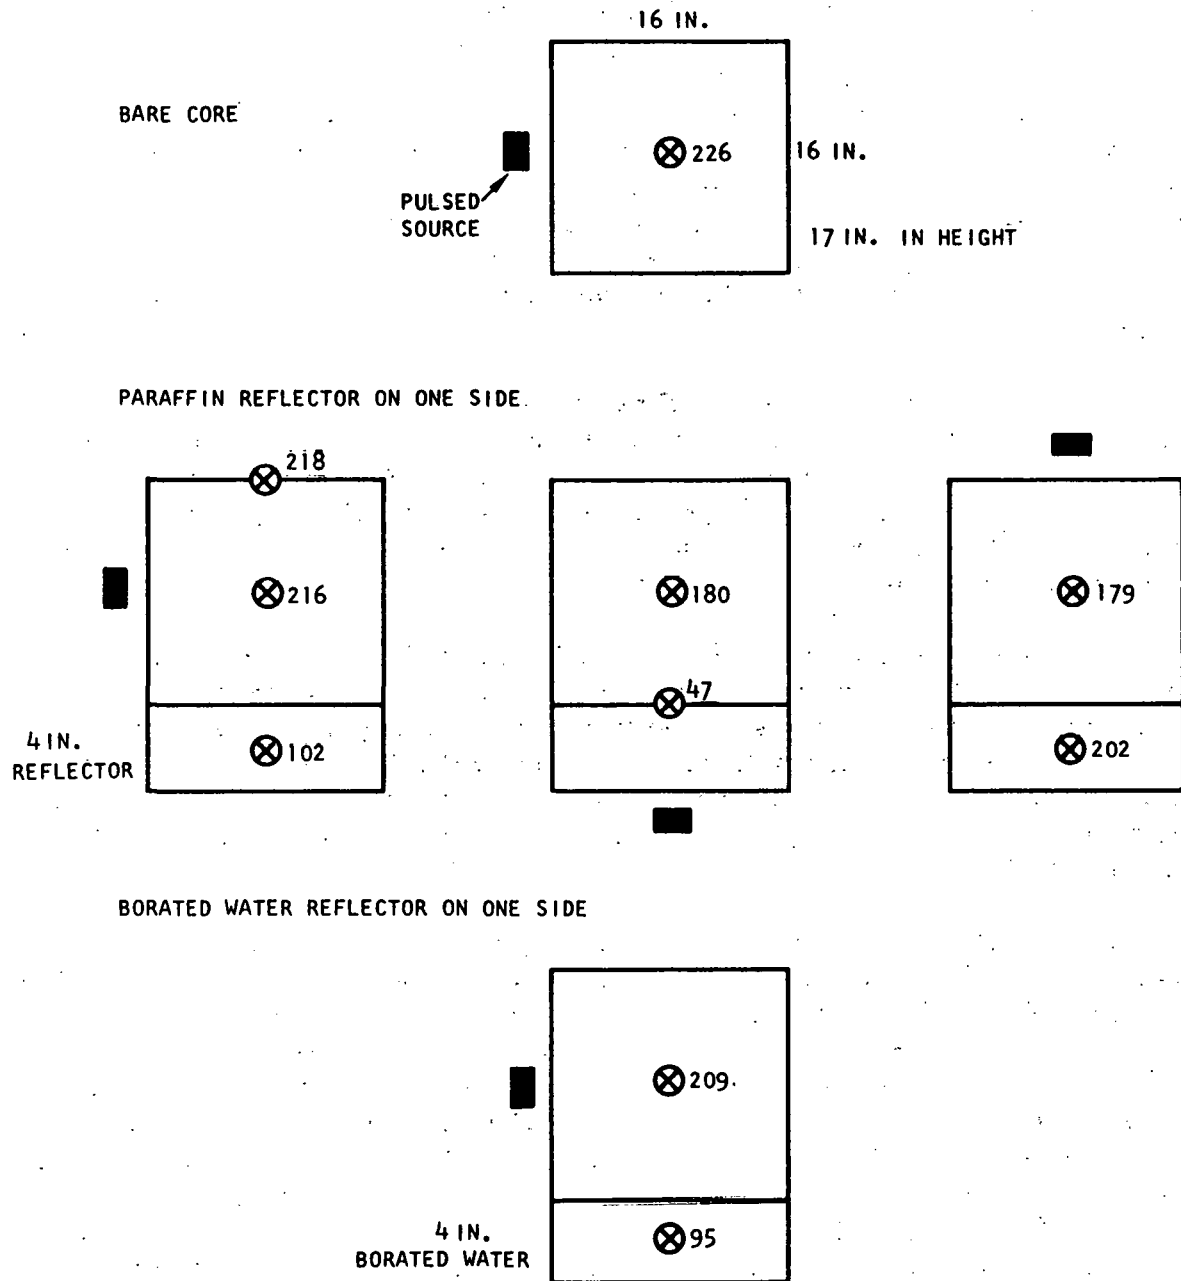 16 IN.
BARE CORE
226
16 IN.
PULSED
SOURCE
17 IN. IN HEIGHT
PARAFFIN REFLECTOR ON ONE SIDE
218
216
180
179
47
4 IN.
REFLECTOR
102
202
BORATED WATER REFLECTOR ON ONE SIDE
209
4 IN.
BORATED WATER
95